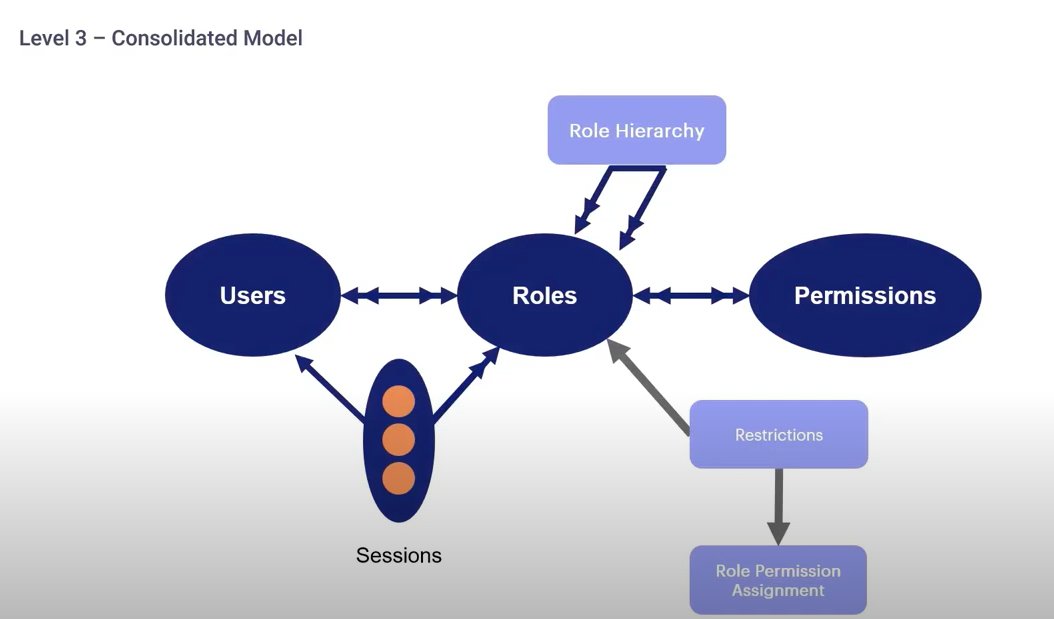 Level 3 – Consolidated Model
Role Hierarchy
Users
Roles
Permissions
Restrictions
Sessions
Role Permission
Assignment